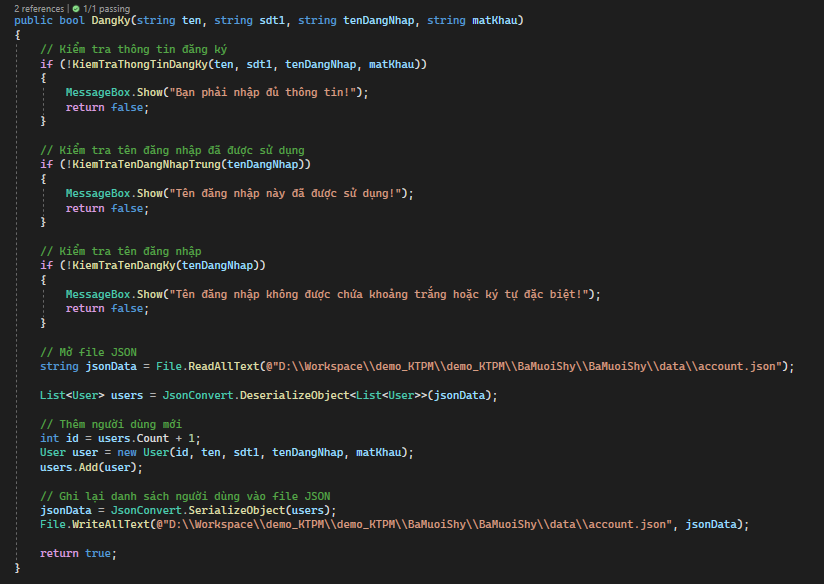 2 references | 1/1 passing
public bool DangKy(string ten, string sdt1, string tenDangNhap, string matKhau)
{
// Kiểm tra thông tin đăng ký
if (!KiemTraThongTinDangKy(ten, sdt1, tenDangNhap, matKhau))
{
MessageBox.Show("Bạn phải nhập đủ thông tin!");
return false;
}
// Kiểm tra tên đăng nhập đã được sử dụng
if (!KiemTraTenDangNhapTrung(tenDangNhap))
{
MessageBox.Show("Tên đăng nhập này đã được sử dụng!");
return false;
}
// Kiểm tra tên đăng nhập
if (!KiemTraTenDangKy(tenDangNhap))
{
MessageBox.Show("Tên đăng nhập không được chứa khoảng trắng hoặc ký tự đặc biệt!");
return false;
}
// Mở file JSON
string jsonData = File.ReadAllText(@"D:\\Workspace\\demo_KTPM\\demo_KTPM\\BaMuoiShy\\BaMuoiShy\\data\\account.json");
List<User> users = JsonConvert.DeserializeObject<List<User>>(jsonData);
// Thêm người dùng mới
int id = users.Count + 1;
User user = new User(id, ten, sdt1, tenDangNhap, matKhau);
users.Add(user);
// Ghi lại danh sách người dùng vào file JSON
jsonData = JsonConvert.SerializeObject(users);
File.WriteAllText(@"D:\\Workspace\\demo_KTPM\\demo_KTPM\\BaMuoiShy\\BaMuoiShy\\data\\account.json", jsonData);
return true;
}